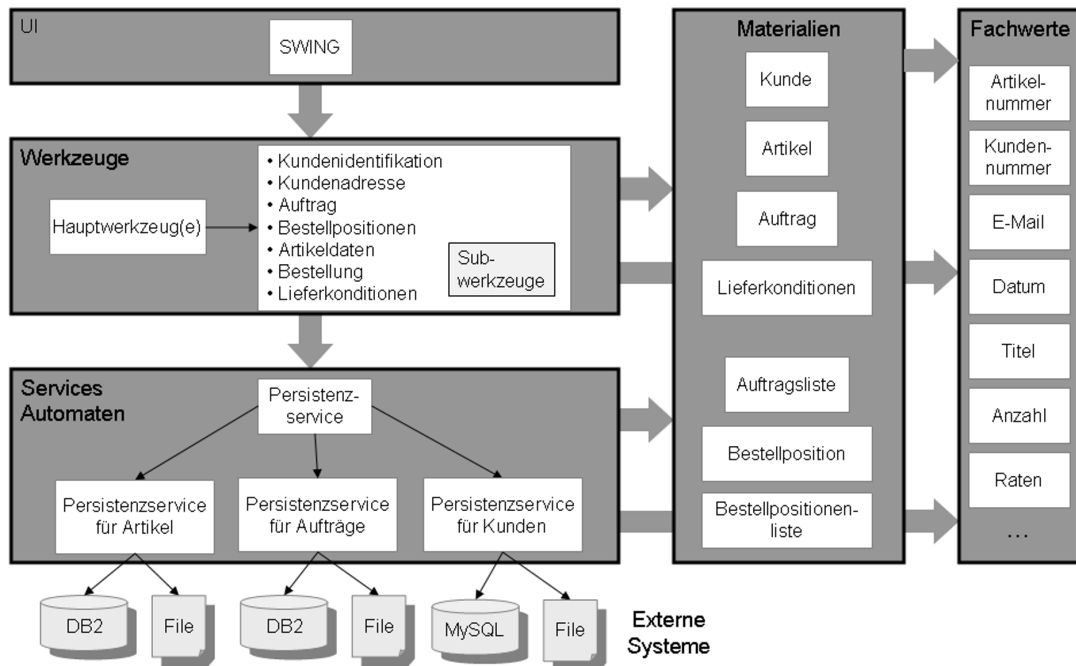 UI
SWING
Werkzeuge
Hauptwerkzeug(e)
• Kundenidentifikation
• Kundenadresse
• Auftrag
• Bestellpositionen
• Artikeldaten
• Bestellung
• Lieferkonditionen
Sub-
werkzeuge
Services
Automaten
Persistenz-
service
Persistenzservice
für Artikel
Persistenzservice
für Aufträge
Persistenzservice
für Kunden
DB2
File
DB2
File
MySQL
File
Externe
Systeme
Materialien
Kunde
Artikel
Auftrag
Lieferkonditionen
Auftragsliste
Bestellposition
Bestellpositionen-
liste
Fachwerte
Artikel-
nummer
Kunden-
nummer
E-Mail
Datum
Titel
Anzahl
Raten
…